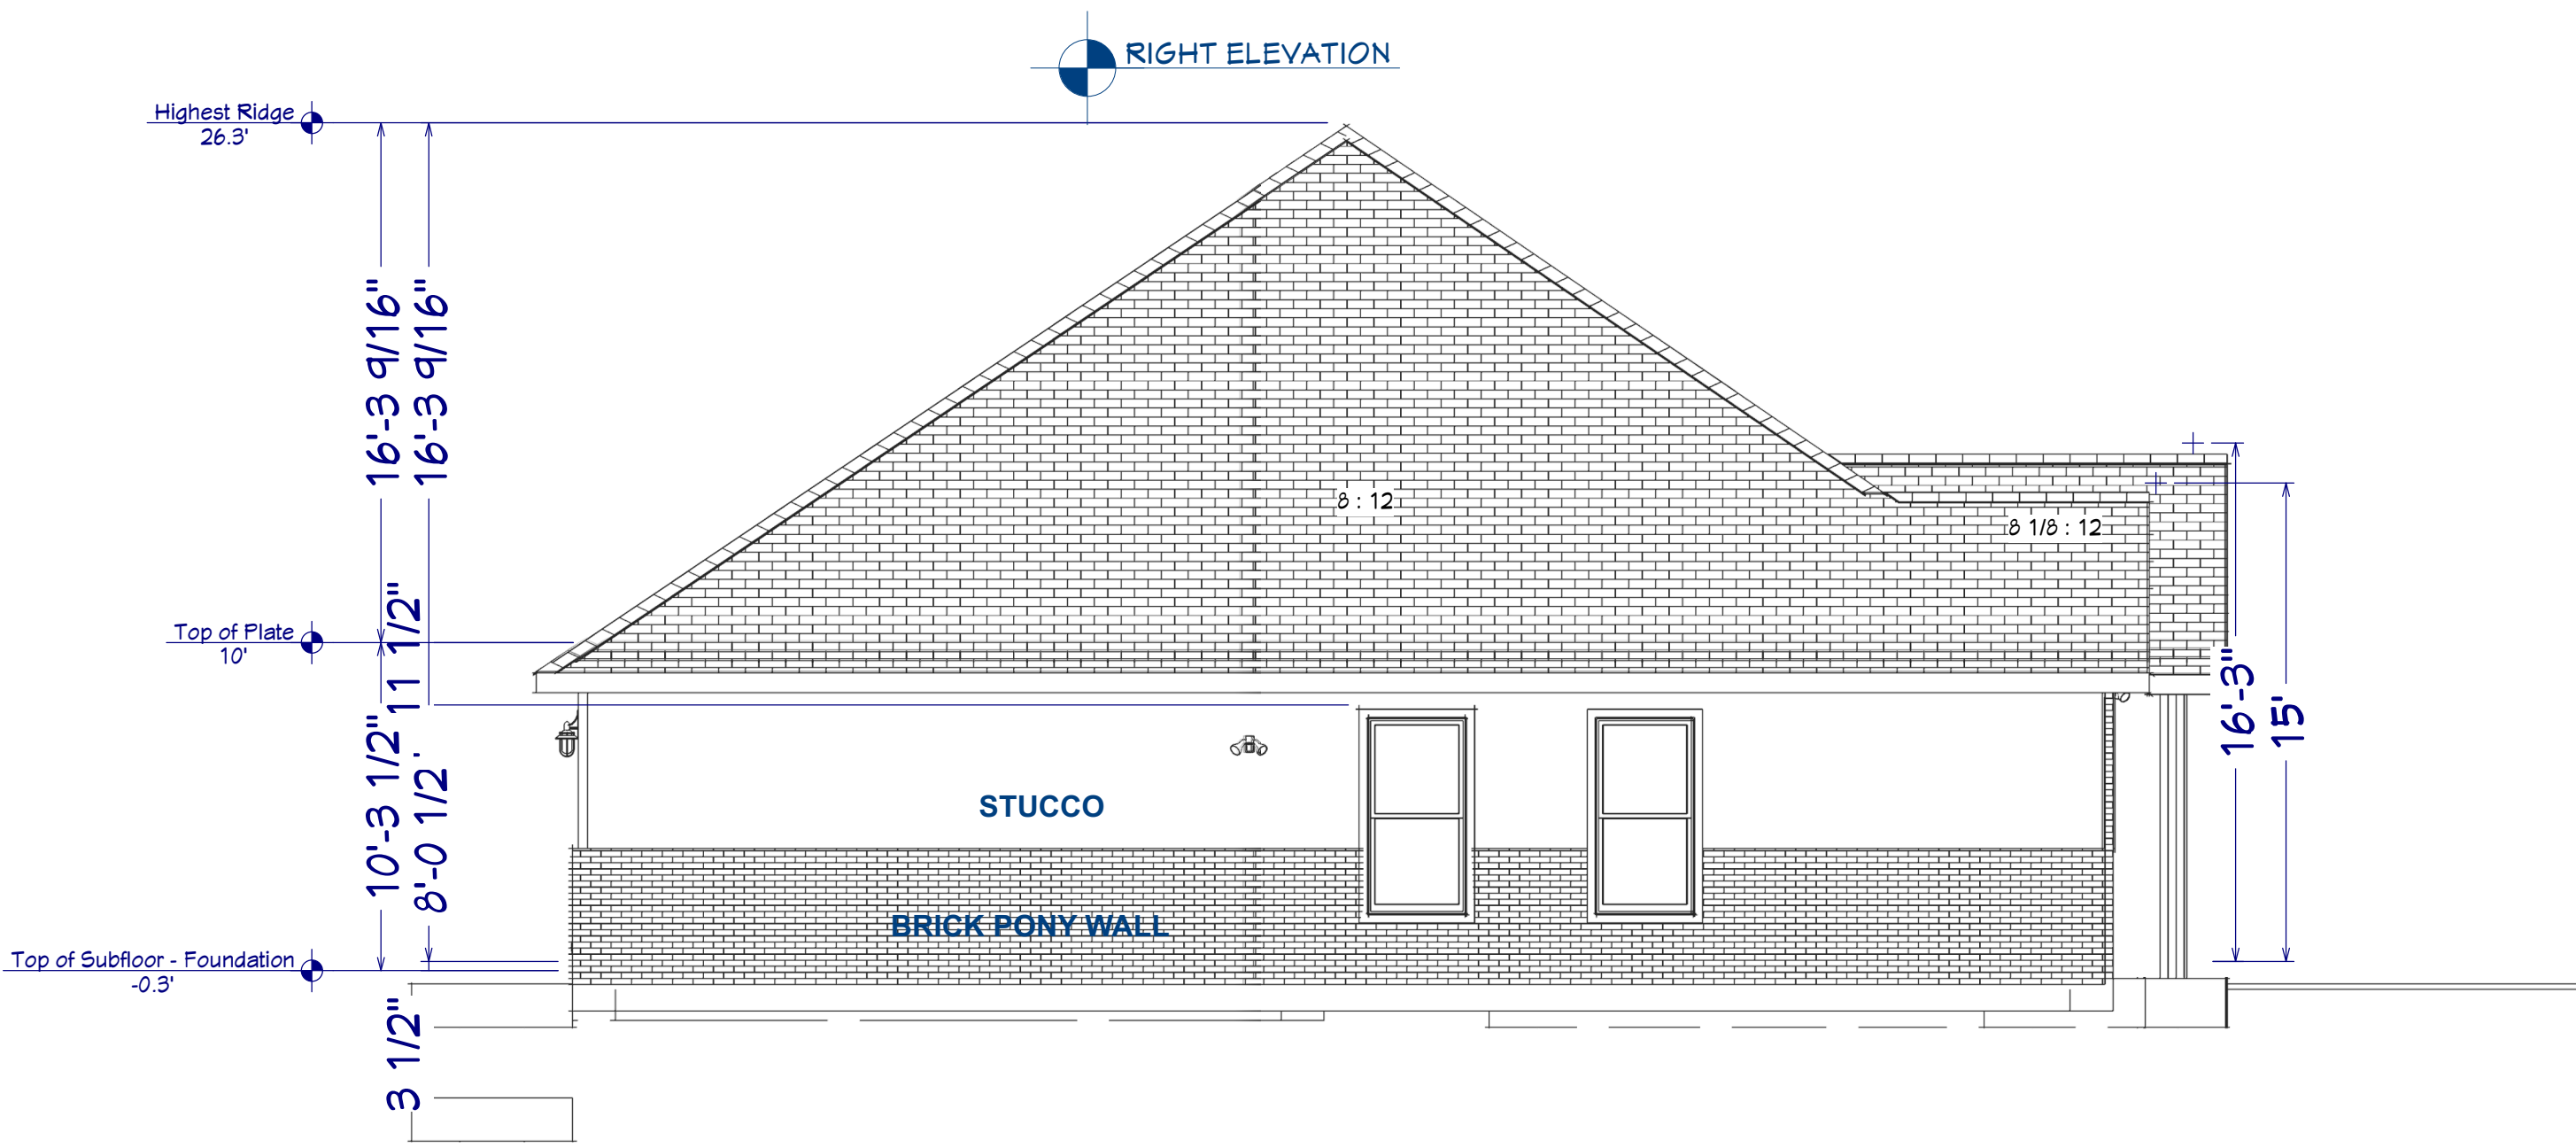 RIGHT ELEVATION
Highest Ridge
26.3'
16'-3 9/16"
16'-3 9/16"
8 : 12
8 1/8 : 12
Top of Plate
10'
11 1/2"
10'-3 1/2"
8'-0 1/2"
16'-3"
15'
STUCCO
BRICK PONY WALL
Top of Subfloor - Foundation
-0.3'
3 1/2"